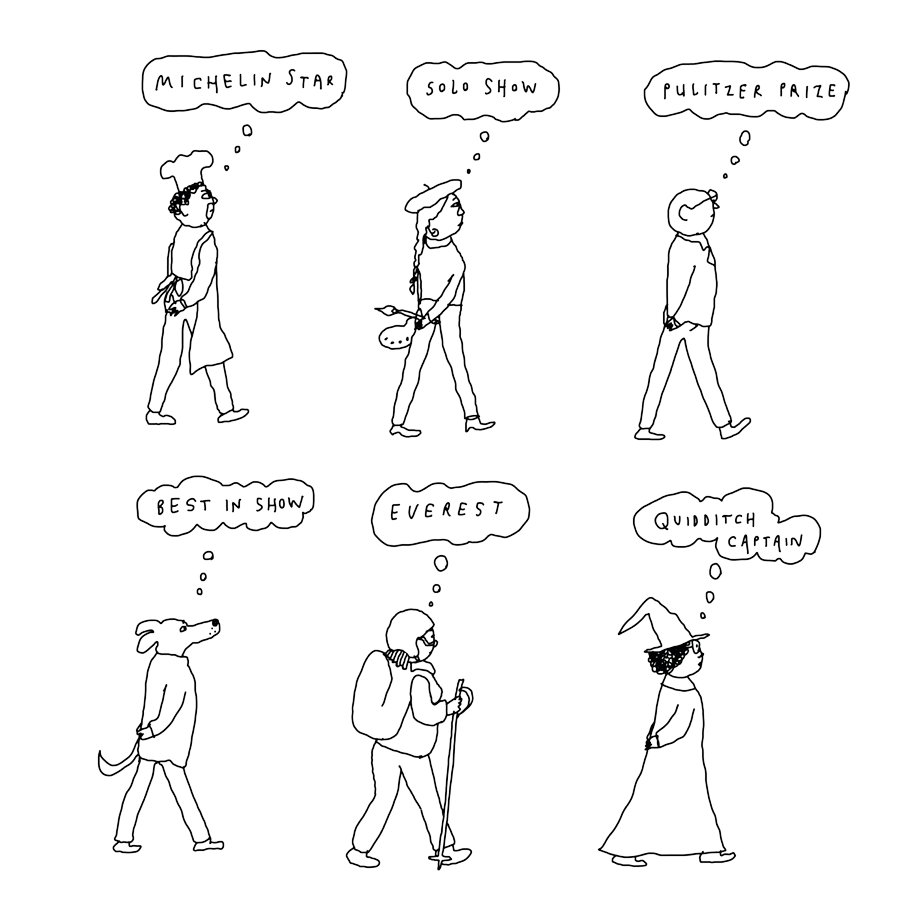 MICHELIN STAR
SOLO SHOW
PULITZER PRIZE
BEST IN SHOW
EVEREST
QUIDDITCH
CAPTAIN